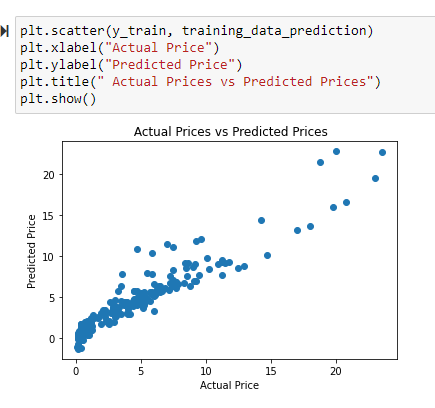 plt.scatter(y_train, training_data_prediction)
plt.xlabel("Actual Price")
plt.ylabel("Predicted Price")
plt.title(" Actual Prices vs Predicted Prices")
plt.show()
Actual Prices vs Predicted Prices
Predicted Price
20
15
10
5
0
0 5 10 15 20
Actual Price